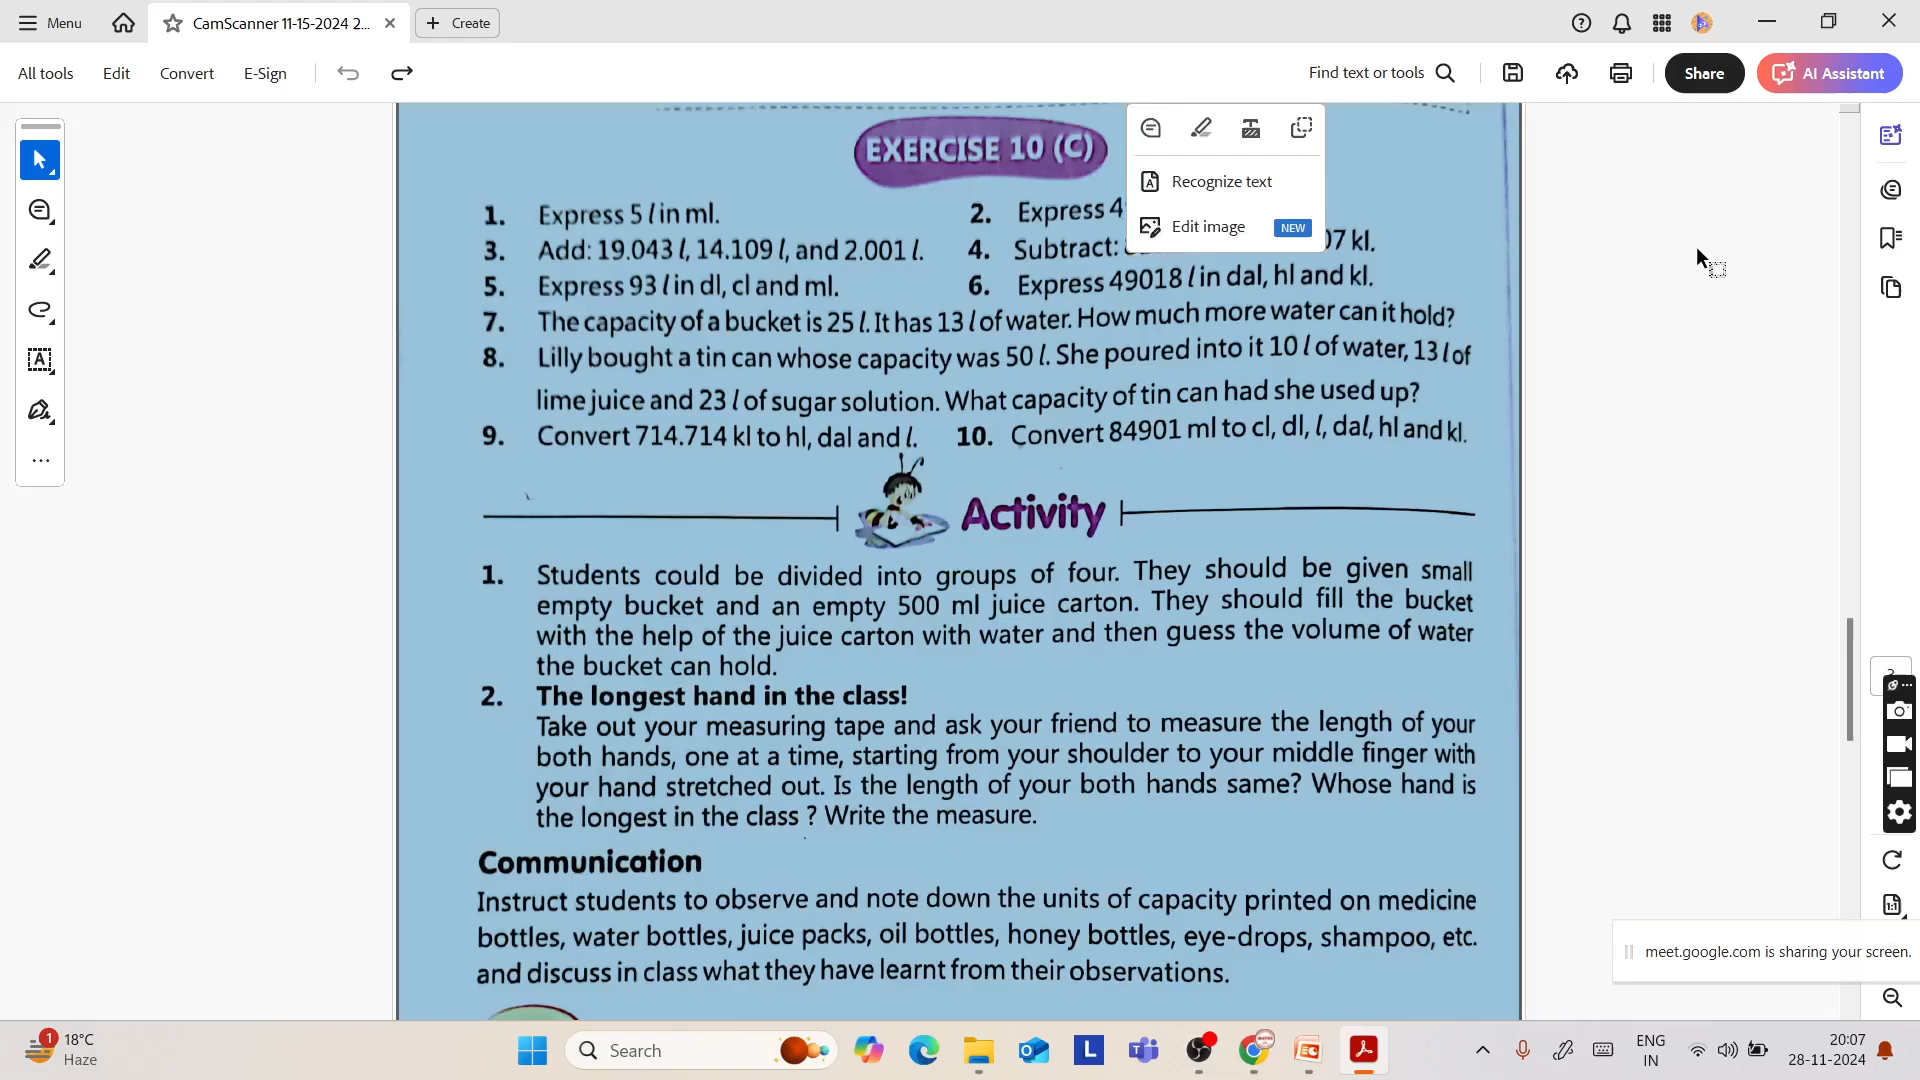 Menu
CamScanner 11-15-2024 2...
Create
All tools
Edit
Convert
E-Sign
Find text or tools
Share
AI Assistant
EXERCISE 10 (C)
Recognize text
Edit image NEW
1. Express 5 l in ml.
2. Express 4
3. Add: 19.043 l, 14.109 l, and 2.001 l.
4. Subtract: 07 kl.
5. Express 93 l in dl, cl and ml.
6. Express 49018 l in dal, hl and kl.
7. The capacity of a bucket is 25 l. It has 13 l of water. How much more water can it hold?
8. Lilly bought a tin can whose capacity was 50 l. She poured into it 10 l of water, 13 l of
lime juice and 23 l of sugar solution. What capacity of tin can had she used up?
9. Convert 714.714 kl to hl, dal and l.
10. Convert 84901 ml to cl, dl, l, dal, hl and kl.
Activity
1. Students could be divided into groups of four. They should be given small
empty bucket and an empty 500 ml juice carton. They should fill the bucket
with the help of the juice carton with water and then guess the volume of water
the bucket can hold.
2. The longest hand in the class!
Take out your measuring tape and ask your friend to measure the length of your
both hands, one at a time, starting from your shoulder to your middle finger with
your hand stretched out. Is the length of your both hands same? Whose hand is
the longest in the class ? Write the measure.
Communication
Instruct students to observe and note down the units of capacity printed on medicine
bottles, water bottles, juice packs, oil bottles, honey bottles, eye-drops, shampoo, etc.
and discuss in class what they have learnt from their observations.
meet.google.com is sharing your screen.
1
18°C
Haze
Search
ENG
IN
20:07
28-11-2024